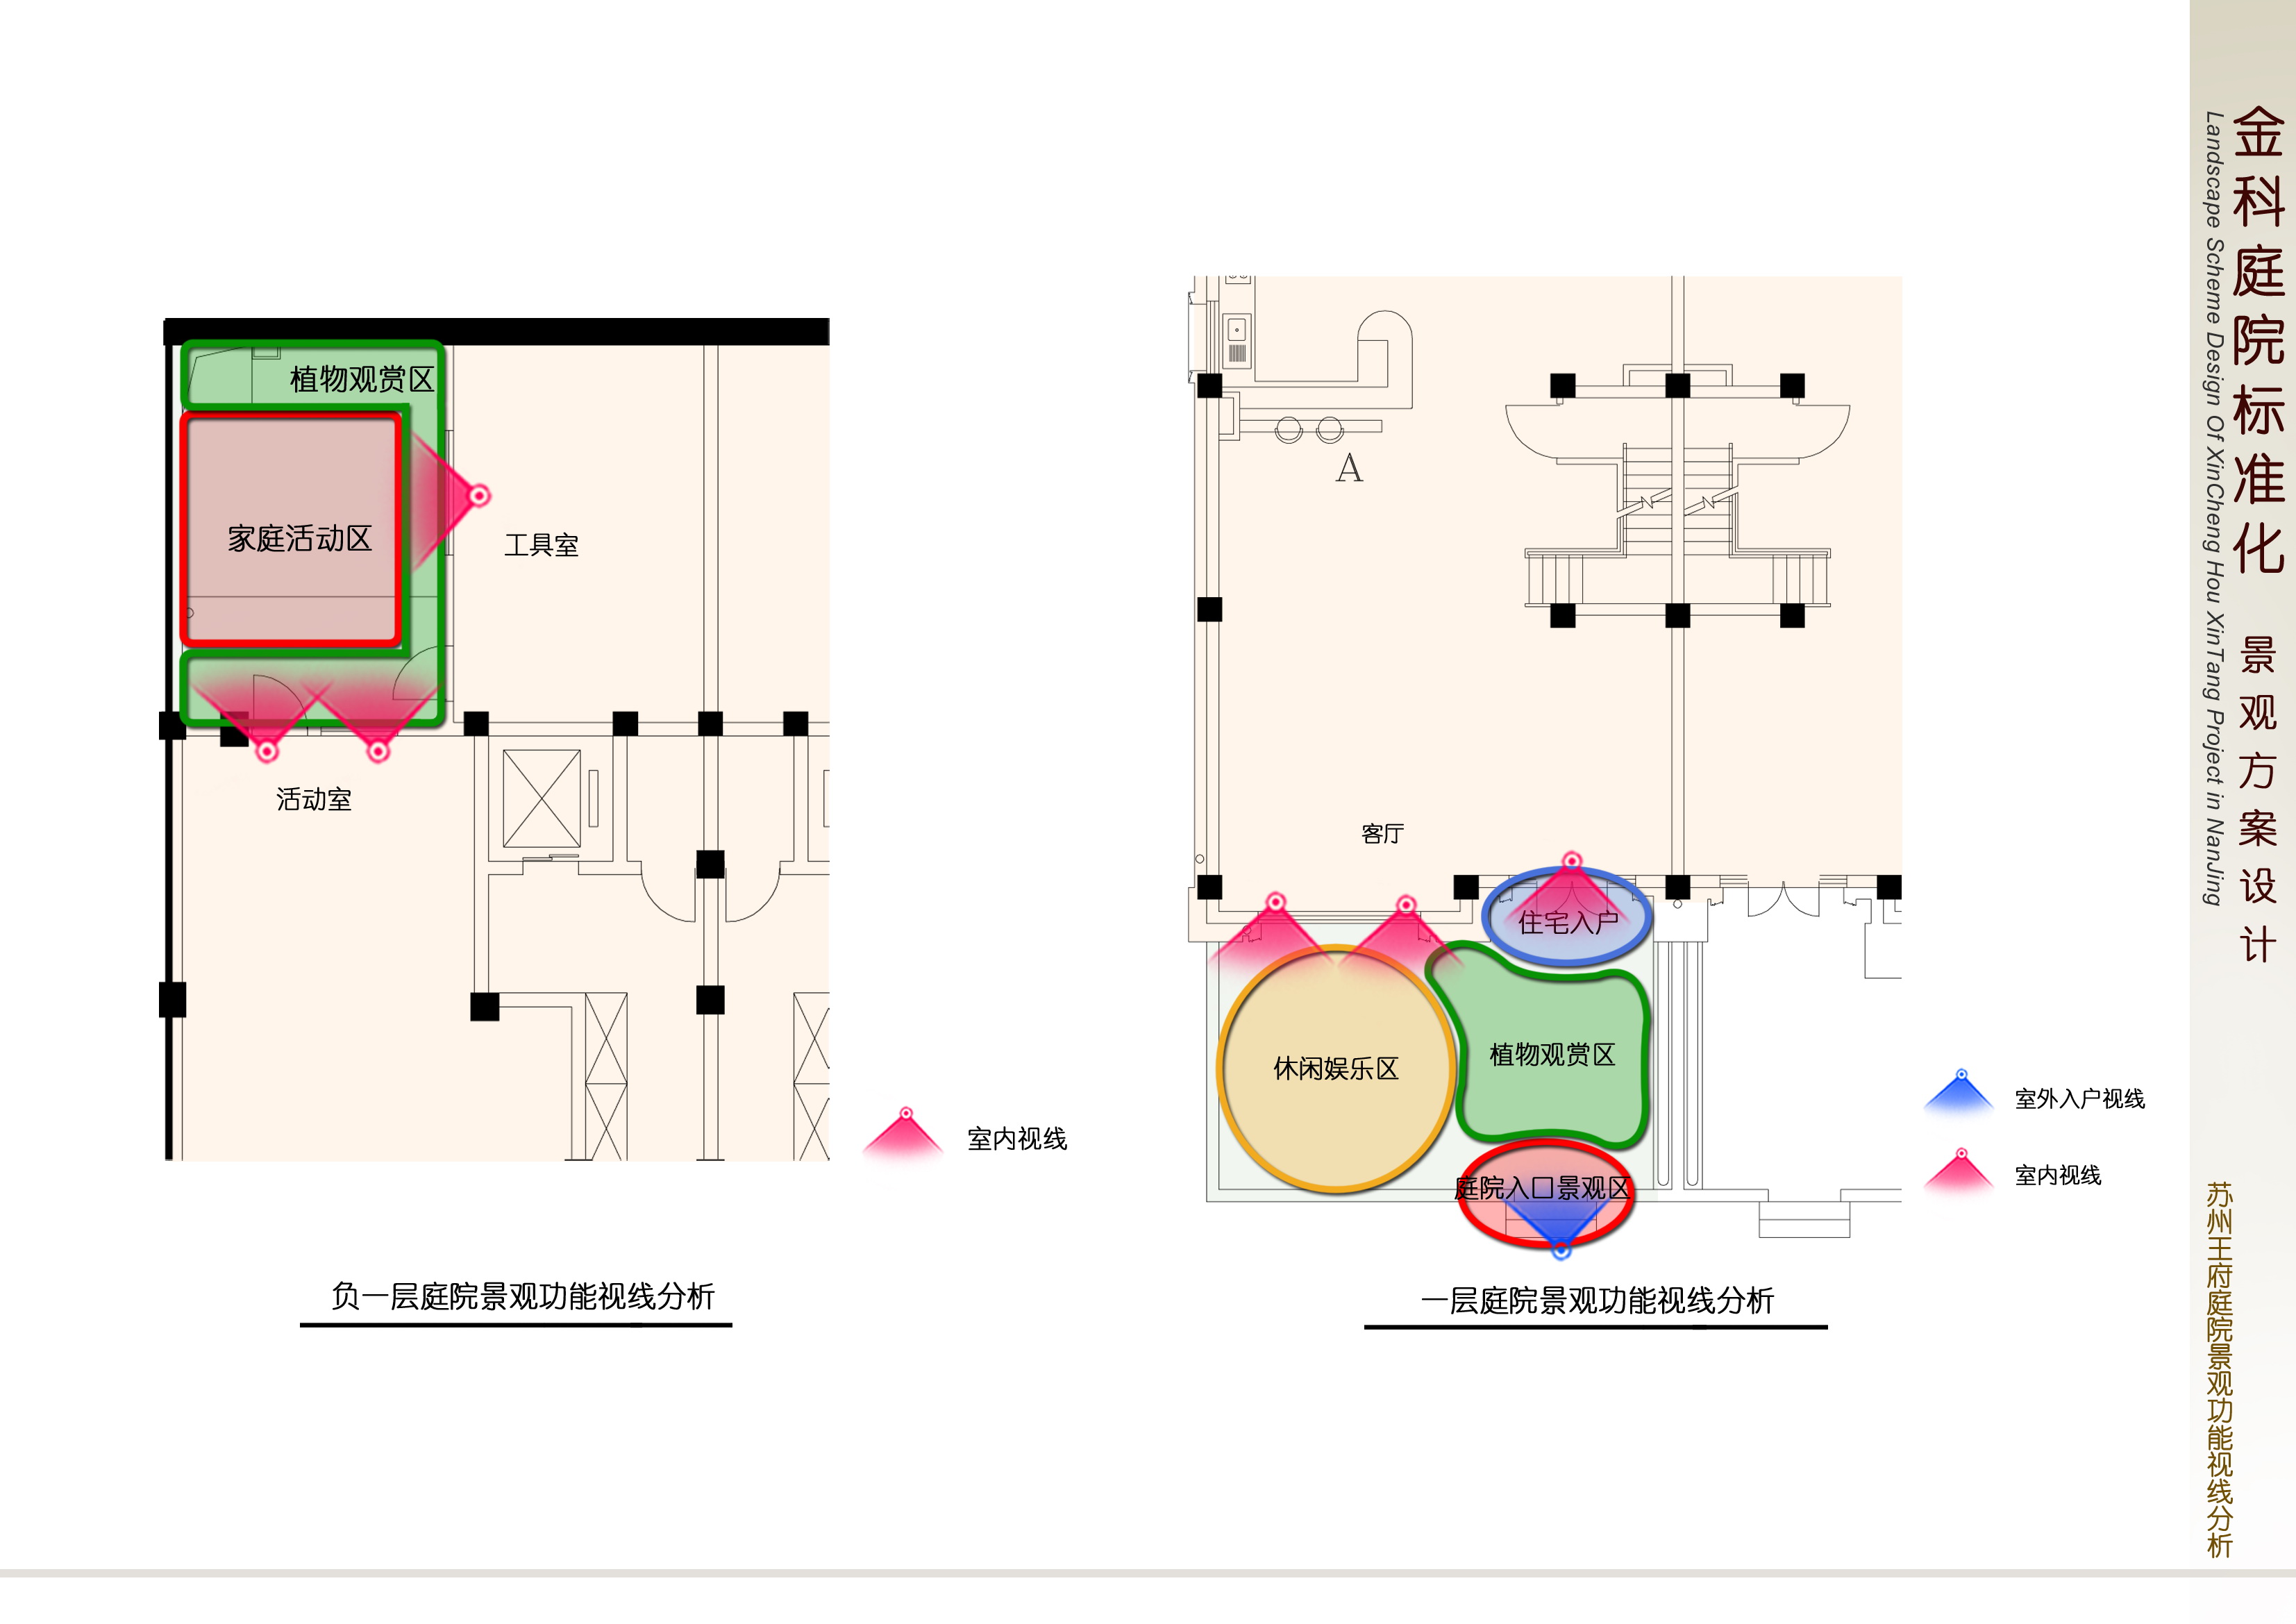 植物观赏区
家庭活动区
工具室
活动室
室内视线
负一层庭院景观功能视线分析
A
客厅
住宅入户
休闲娱乐区
植物观赏区
庭院入口景观区
室外入户视线
室内视线
一层庭院景观功能视线分析
金科庭院标准化 景观方案设计
Landscape Scheme Design Of XinCheng Hou XinTang Project in NanJing
苏州王府庭院景观功能视线分析